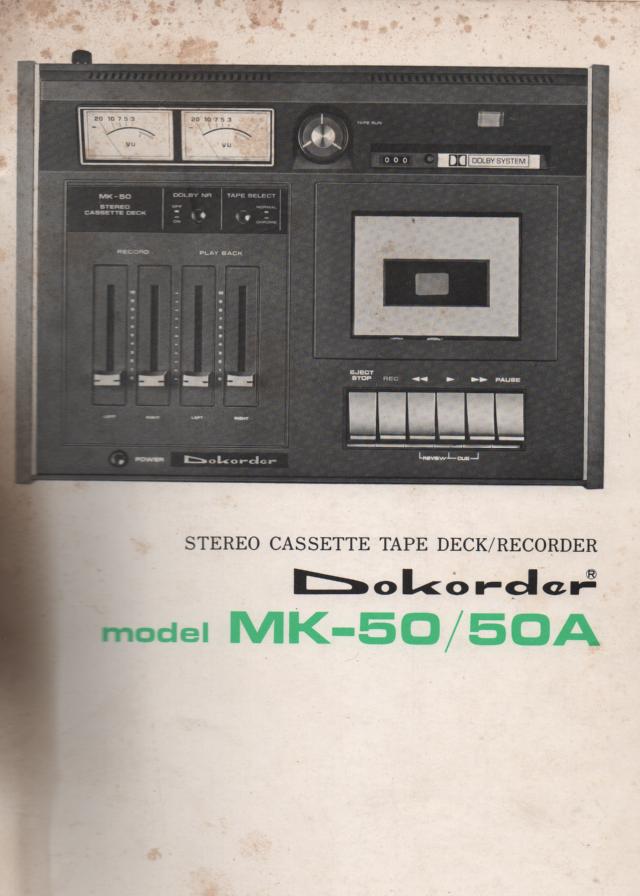 20 10 7 5 3
VU
20 10 7 5 3
VU
TAPE RUN
000
DOLBY SYSTEM
MK-50
STEREO
CASSETTE DECK
DOLBY NR
OFF
ON
TAPE SELECT
NORMAL
CHROME
RECORD
PLAY BACK
LEFT
RIGHT
LEFT
RIGHT
EJECT
STOP
REC
PAUSE
REVIEW
CUE
POWER
Dokorder
STEREO CASSETTE TAPE DECK/RECORDER
Dokorder®
model MK-50/50A